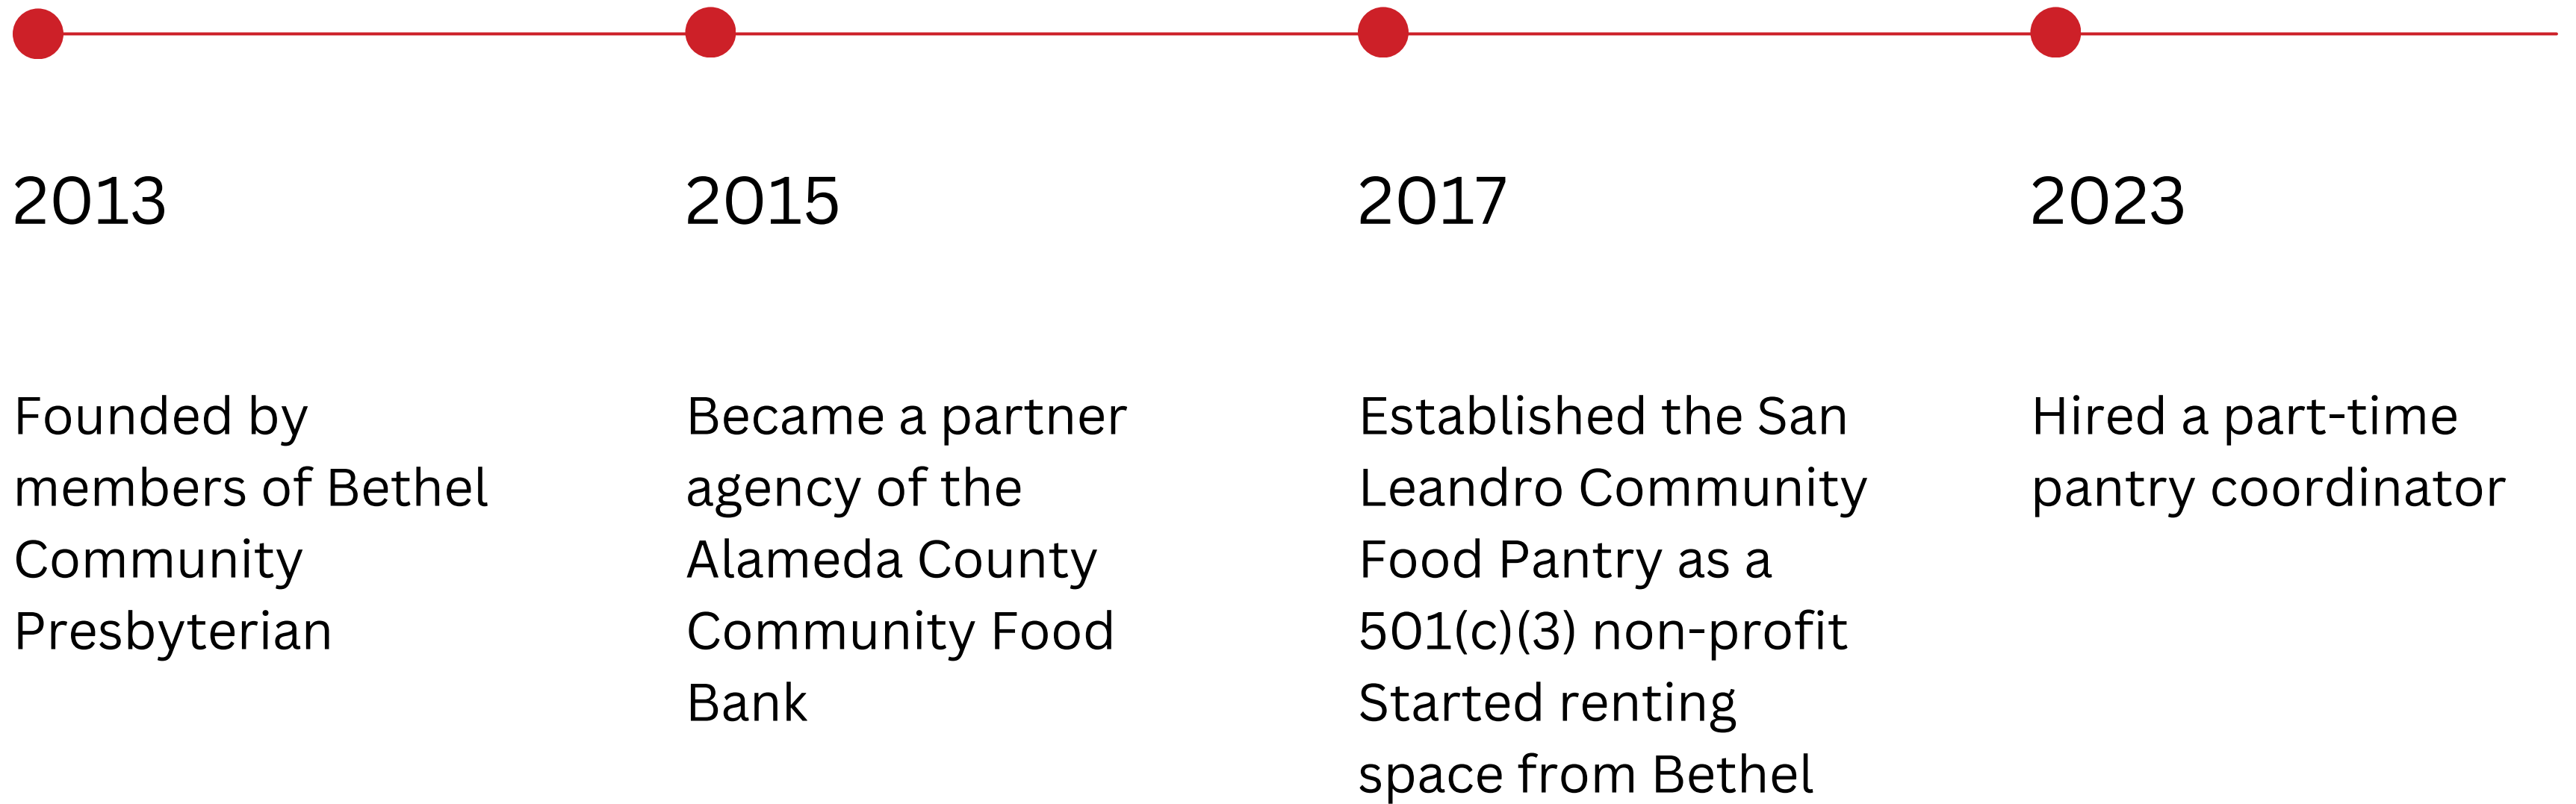 2013
Founded by
members of Bethel
Community
Presbyterian
2015
Became a partner
agency of the
Alameda County
Community Food
Bank
2017
Established the San
Leandro Community
Food Pantry as a
501(c)(3) non-profit
Started renting
space from Bethel
2023
Hired a part-time
pantry coordinator